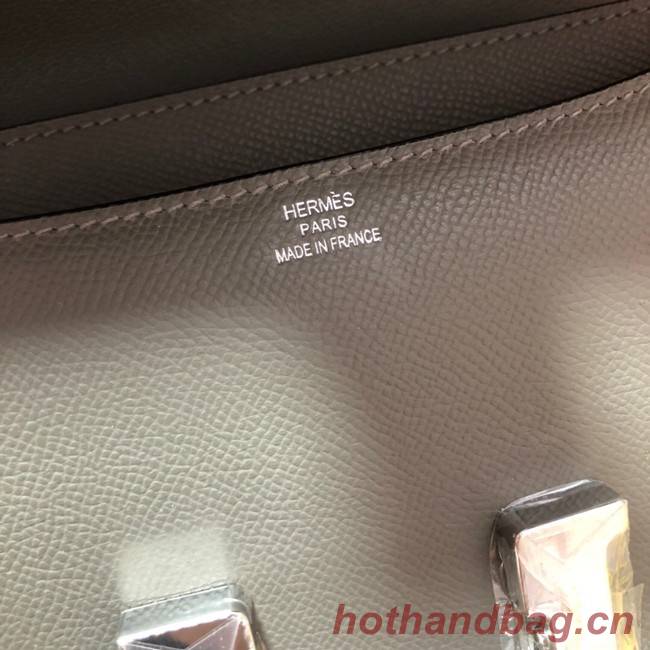 HERMÈS
PARIS
MADE IN FRANCE
hothandbag.cn